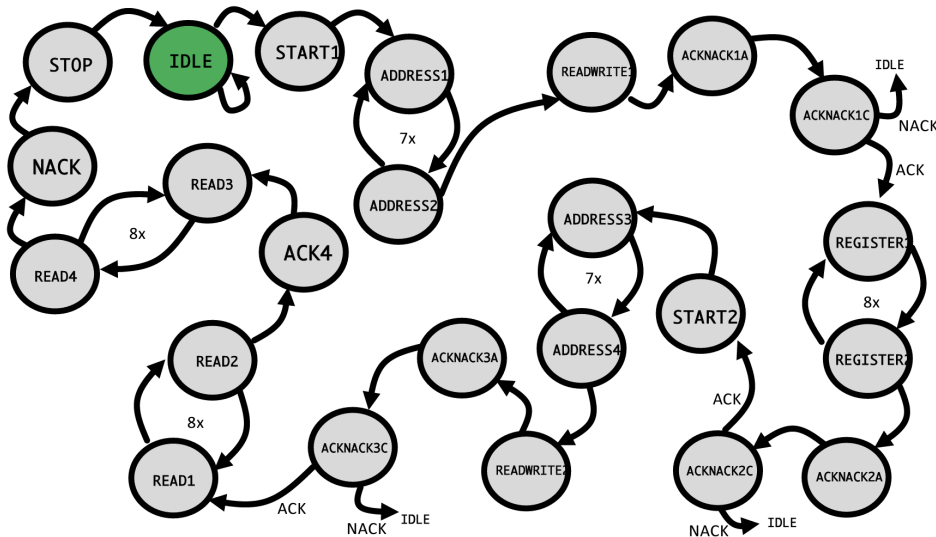 STOP
IDLE
START1
ADDRESS1
7x
ADDRESS2
READWRITE1
ACKNACK1A
ACKNACK1C
IDLE
NACK
ACK
REGISTER1
8x
REGISTER2
ACKNACK2A
ACKNACK2C
NACK
IDLE
ACK
START2
ADDRESS3
7x
ADDRESS4
READWRITE2
ACKNACK3A
ACKNACK3C
NACK
IDLE
ACK
READ1
8x
READ2
ACK4
READ3
8x
READ4
NACK